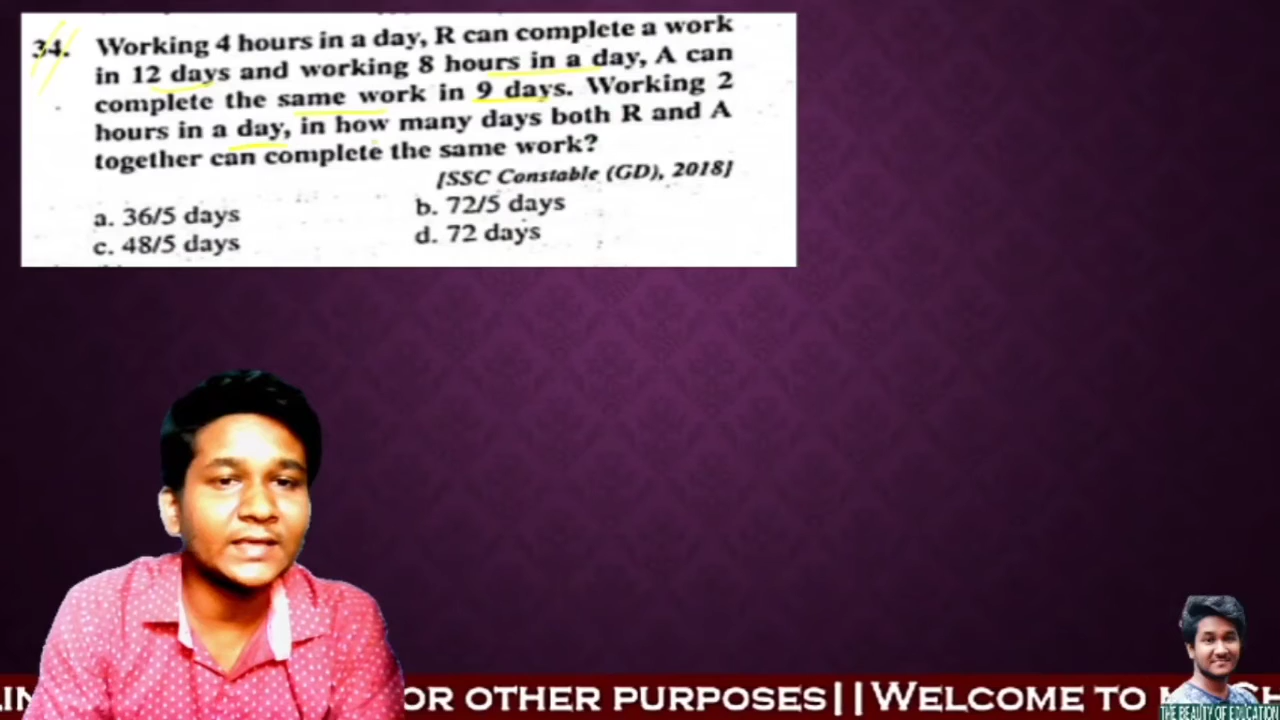 34. Working 4 hours in a day, R can complete a work
in 12 days and working 8 hours in a day, A can
complete the same work in 9 days. Working 2
hours in a day, in how many days both R and A
together can complete the same work?
[SSC Constable (GD), 2018]
a. 36/5 days b. 72/5 days
c. 48/5 days d. 72 days
OR OTHER PURPOSES||WELCOME TO
THE BEAUTY OF EDUCATION